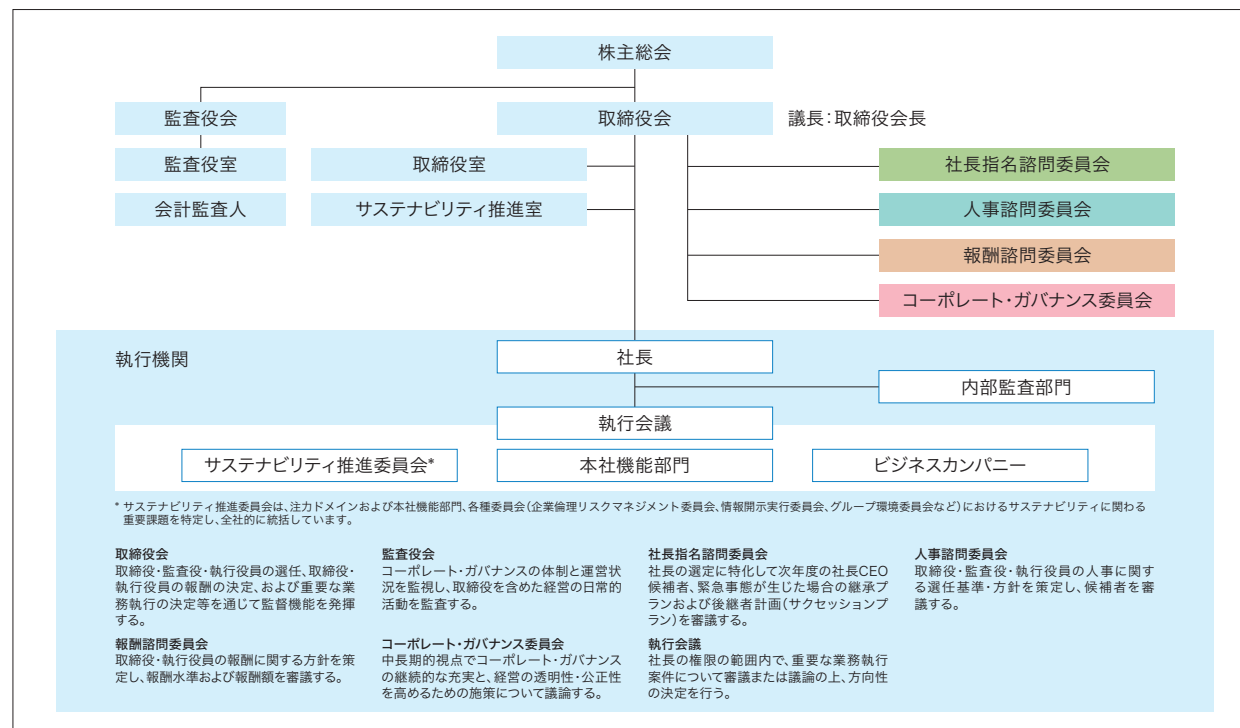 株主総会
監査役会
取締役会
議長:取締役会長
監査役室
取締役室
社長指名諮問委員会
会計監査人
サステナビリティ推進室
人事諮問委員会
報酬諮問委員会
コーポレート・ガバナンス委員会
執行機関
社長
内部監査部門
執行会議
サステナビリティ推進委員会*
本社機能部門
ビジネスカンパニー
* サステナビリティ推進委員会は、注力ドメインおよび本社機能部門、各種委員会(企業倫理リスクマネジメント委員会、情報開示実行委員会、グループ環境委員会など)におけるサステナビリティに関わる
重要課題を特定し、全社的に統括しています。
取締役会
取締役・監査役・執行役員の選任、取締役・
執行役員の報酬の決定、および重要な業
務執行の決定等を通じて監督機能を発揮
する。
監査役会
コーポレート・ガバナンスの体制と運営状
況を監視し、取締役を含めた経営の日常的
活動を監査する。
社長指名諮問委員会
社長の選定に特化して次年度の社長CEO
候補者、緊急事態が生じた場合の継承プ
ランおよび後継者計画(サクセッションプ
ラン)を審議する。
人事諮問委員会
取締役・監査役・執行役員の人事に関す
る選任基準・方針を策定し、候補者を審
議する。
報酬諮問委員会
取締役・執行役員の報酬に関する方針を策
定し、報酬水準および報酬額を審議する。
コーポレート・ガバナンス委員会
中長期的視点でコーポレート・ガバナンス
の継続的な充実と、経営の透明性・公正性
を高めるための施策について議論する。
執行会議
社長の権限の範囲内で、重要な業務執行
案件について審議または議論の上、方向性
の決定を行う。